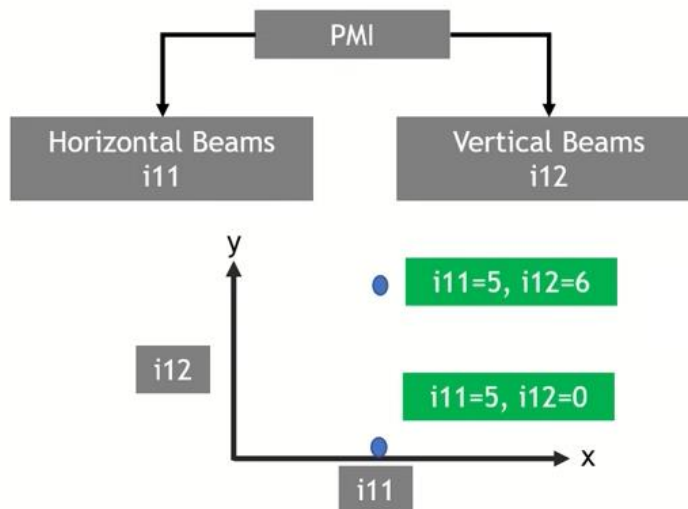 PMI
Horizontal Beams
i11
Vertical Beams
i12
y
i11=5, i12=6
i12
i11=5, i12=0
x
i11